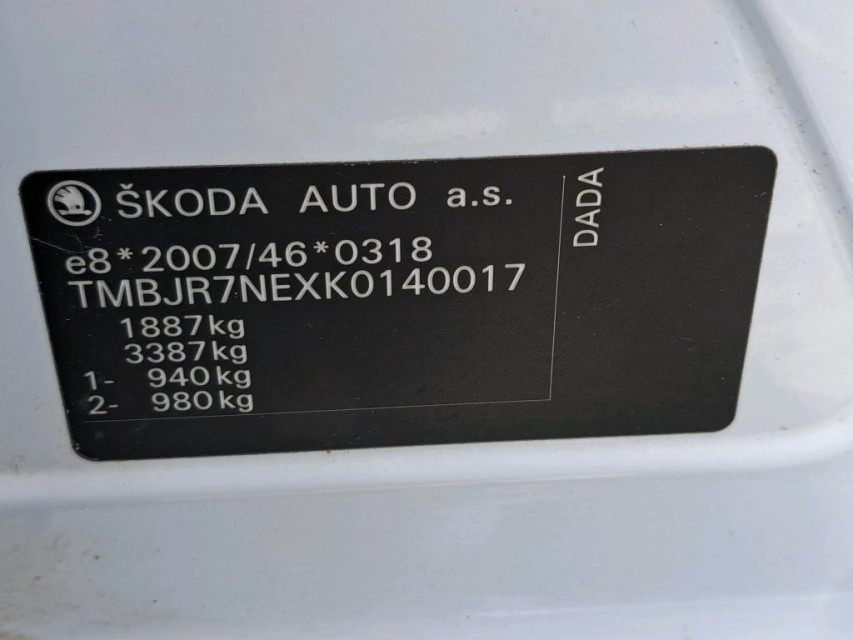 ŠKODA AUTO a.s.
e8*2007/46*0318
TMBJR7NEXK0140017
1887kg
3387kg
1- 940kg
2- 980kg
DADA